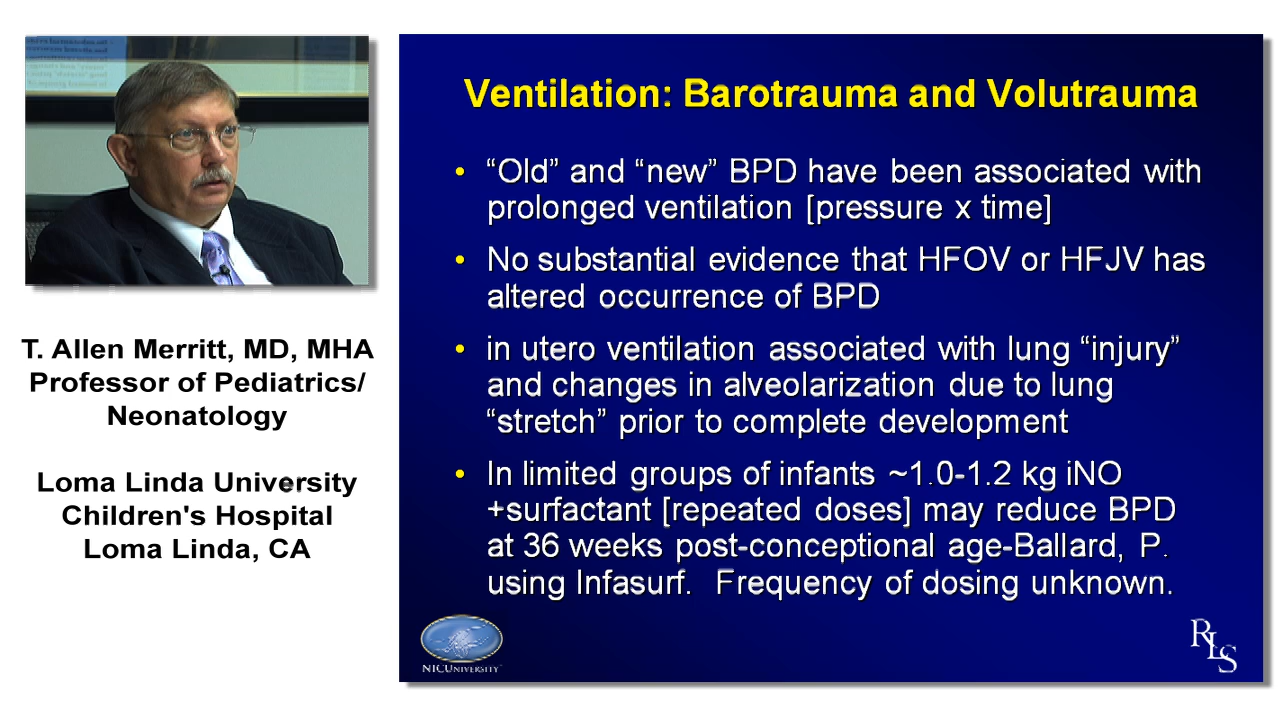 T. Allen Merritt, MD, MHA
Professor of Pediatrics/
Neonatology
Loma Linda University
Children's Hospital
Loma Linda, CA
Ventilation: Barotrauma and Volutrauma
• “Old” and “new” BPD have been associated with
prolonged ventilation [pressure x time]
• No substantial evidence that HFOV or HFJV has
altered occurrence of BPD
• in utero ventilation associated with lung “injury”
and changes in alveolarization due to lung
“stretch” prior to complete development
• In limited groups of infants ~1.0-1.2 kg iNO
+surfactant [repeated doses] may reduce BPD
at 36 weeks post-conceptional age-Ballard, P.
using Infasurf.  Frequency of dosing unknown.
NICUNIVERSITY
RLS